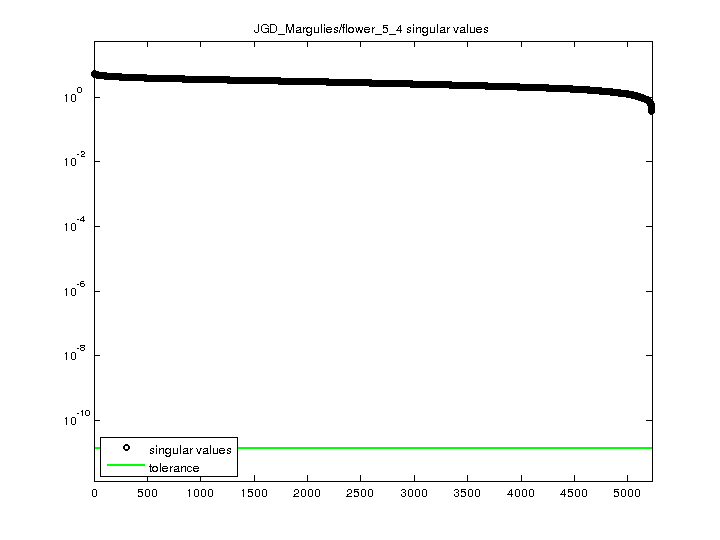 JGD_Margulies/flower_5_4 singular values
10^0
10^-2
10^-4
10^-6
10^-8
10^-10
singular values
tolerance
0 500 1000 1500 2000 2500 3000 3500 4000 4500 5000